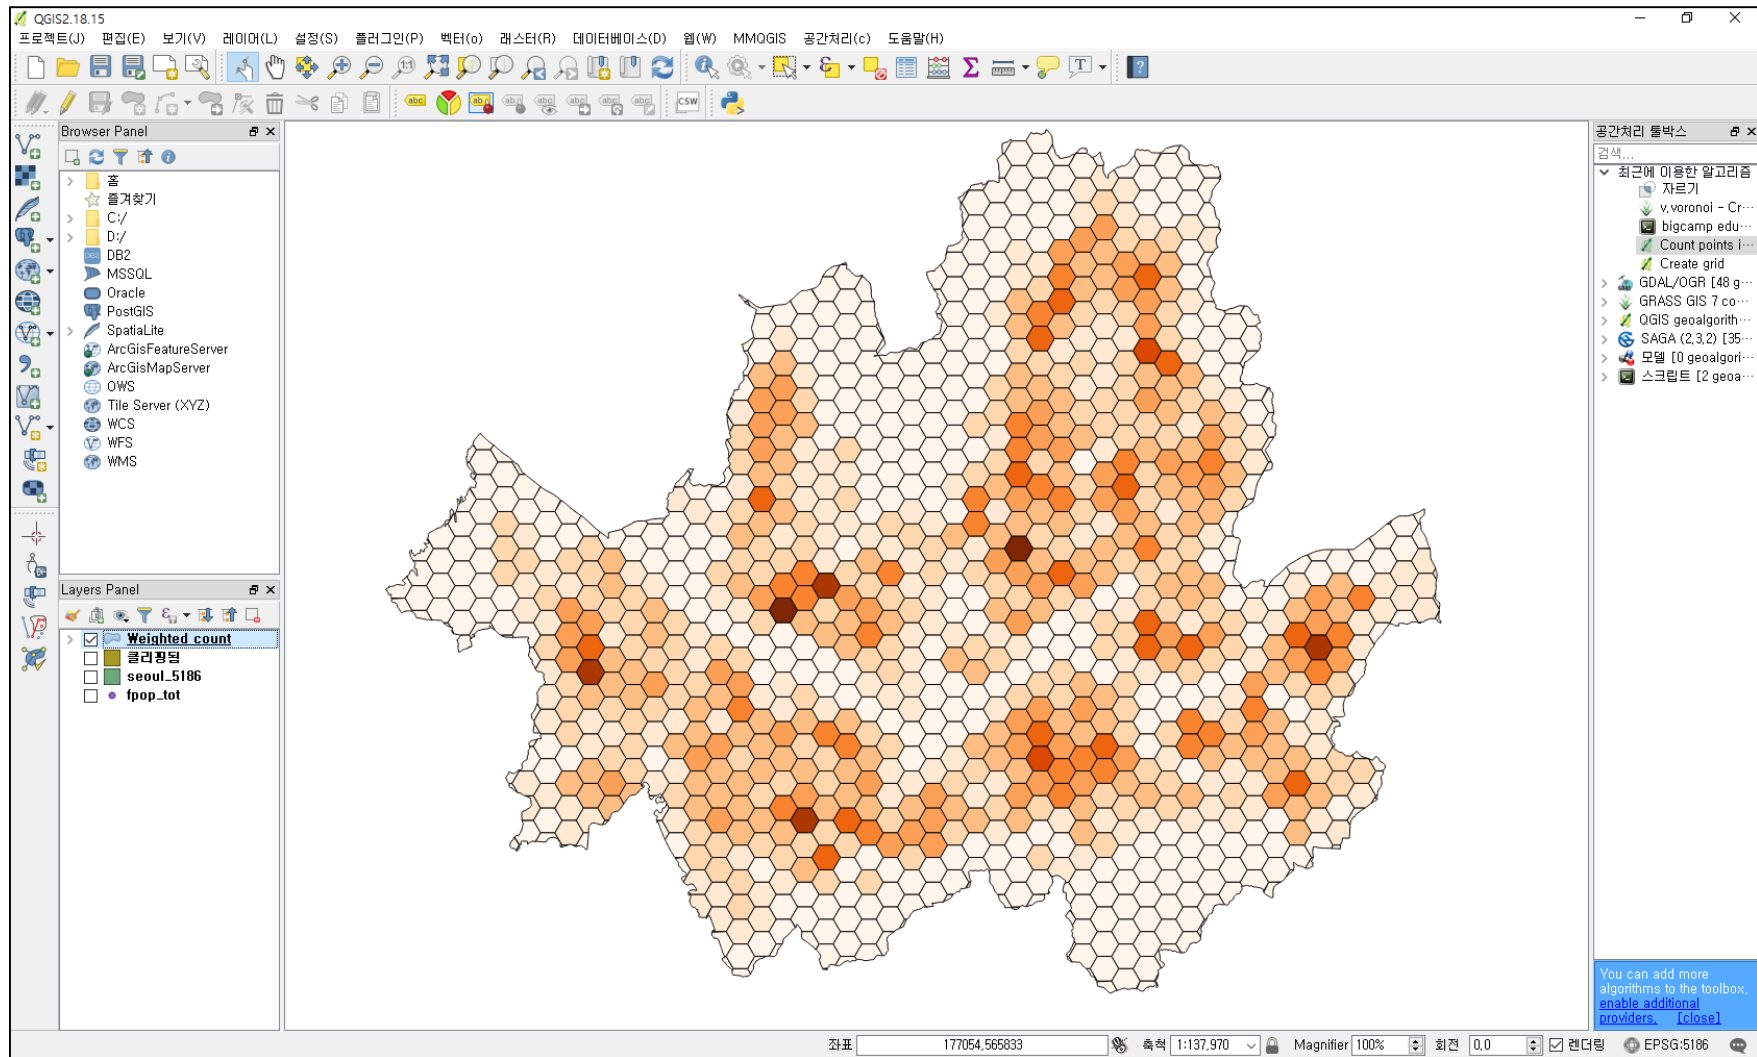 QGIS2.18.15
프로젝트(J) 편집(E) 보기(V) 레이어(L) 설정(S) 플러그인(P) 벡터(o) 래스터(R) 데이터베이스(D) 웹(W) MMQGIS 공간처리(c) 도움말(H)
Browser Panel
홈
즐겨찾기
C:/
D:/
DB2
MSSQL
Oracle
PostGIS
SpatiaLite
ArcGisFeatureServer
ArcGisMapServer
OWS
Tile Server (XYZ)
WCS
WFS
WMS
Layers Panel
Weighted count
클리핑됨
seoul_5186
fpop_tot
공간처리 툴박스
검색...
최근에 이용한 알고리즘
자르기
v.voronoi - Cr...
bigcamp edu...
Count points i...
Create grid
GDAL/OGR [48 g...
GRASS GIS 7 co...
QGIS geoalgorith...
SAGA (2.3.2) [35...
모델 [0 geoalgori...
스크립트 [2 geoa...
You can add more
algorithms to the toolbox,
enable additional
providers. [close]
좌표 177054,565833 축척 1:137,970 Magnifier 100% 회전 0.0 렌더링 EPSG:5186